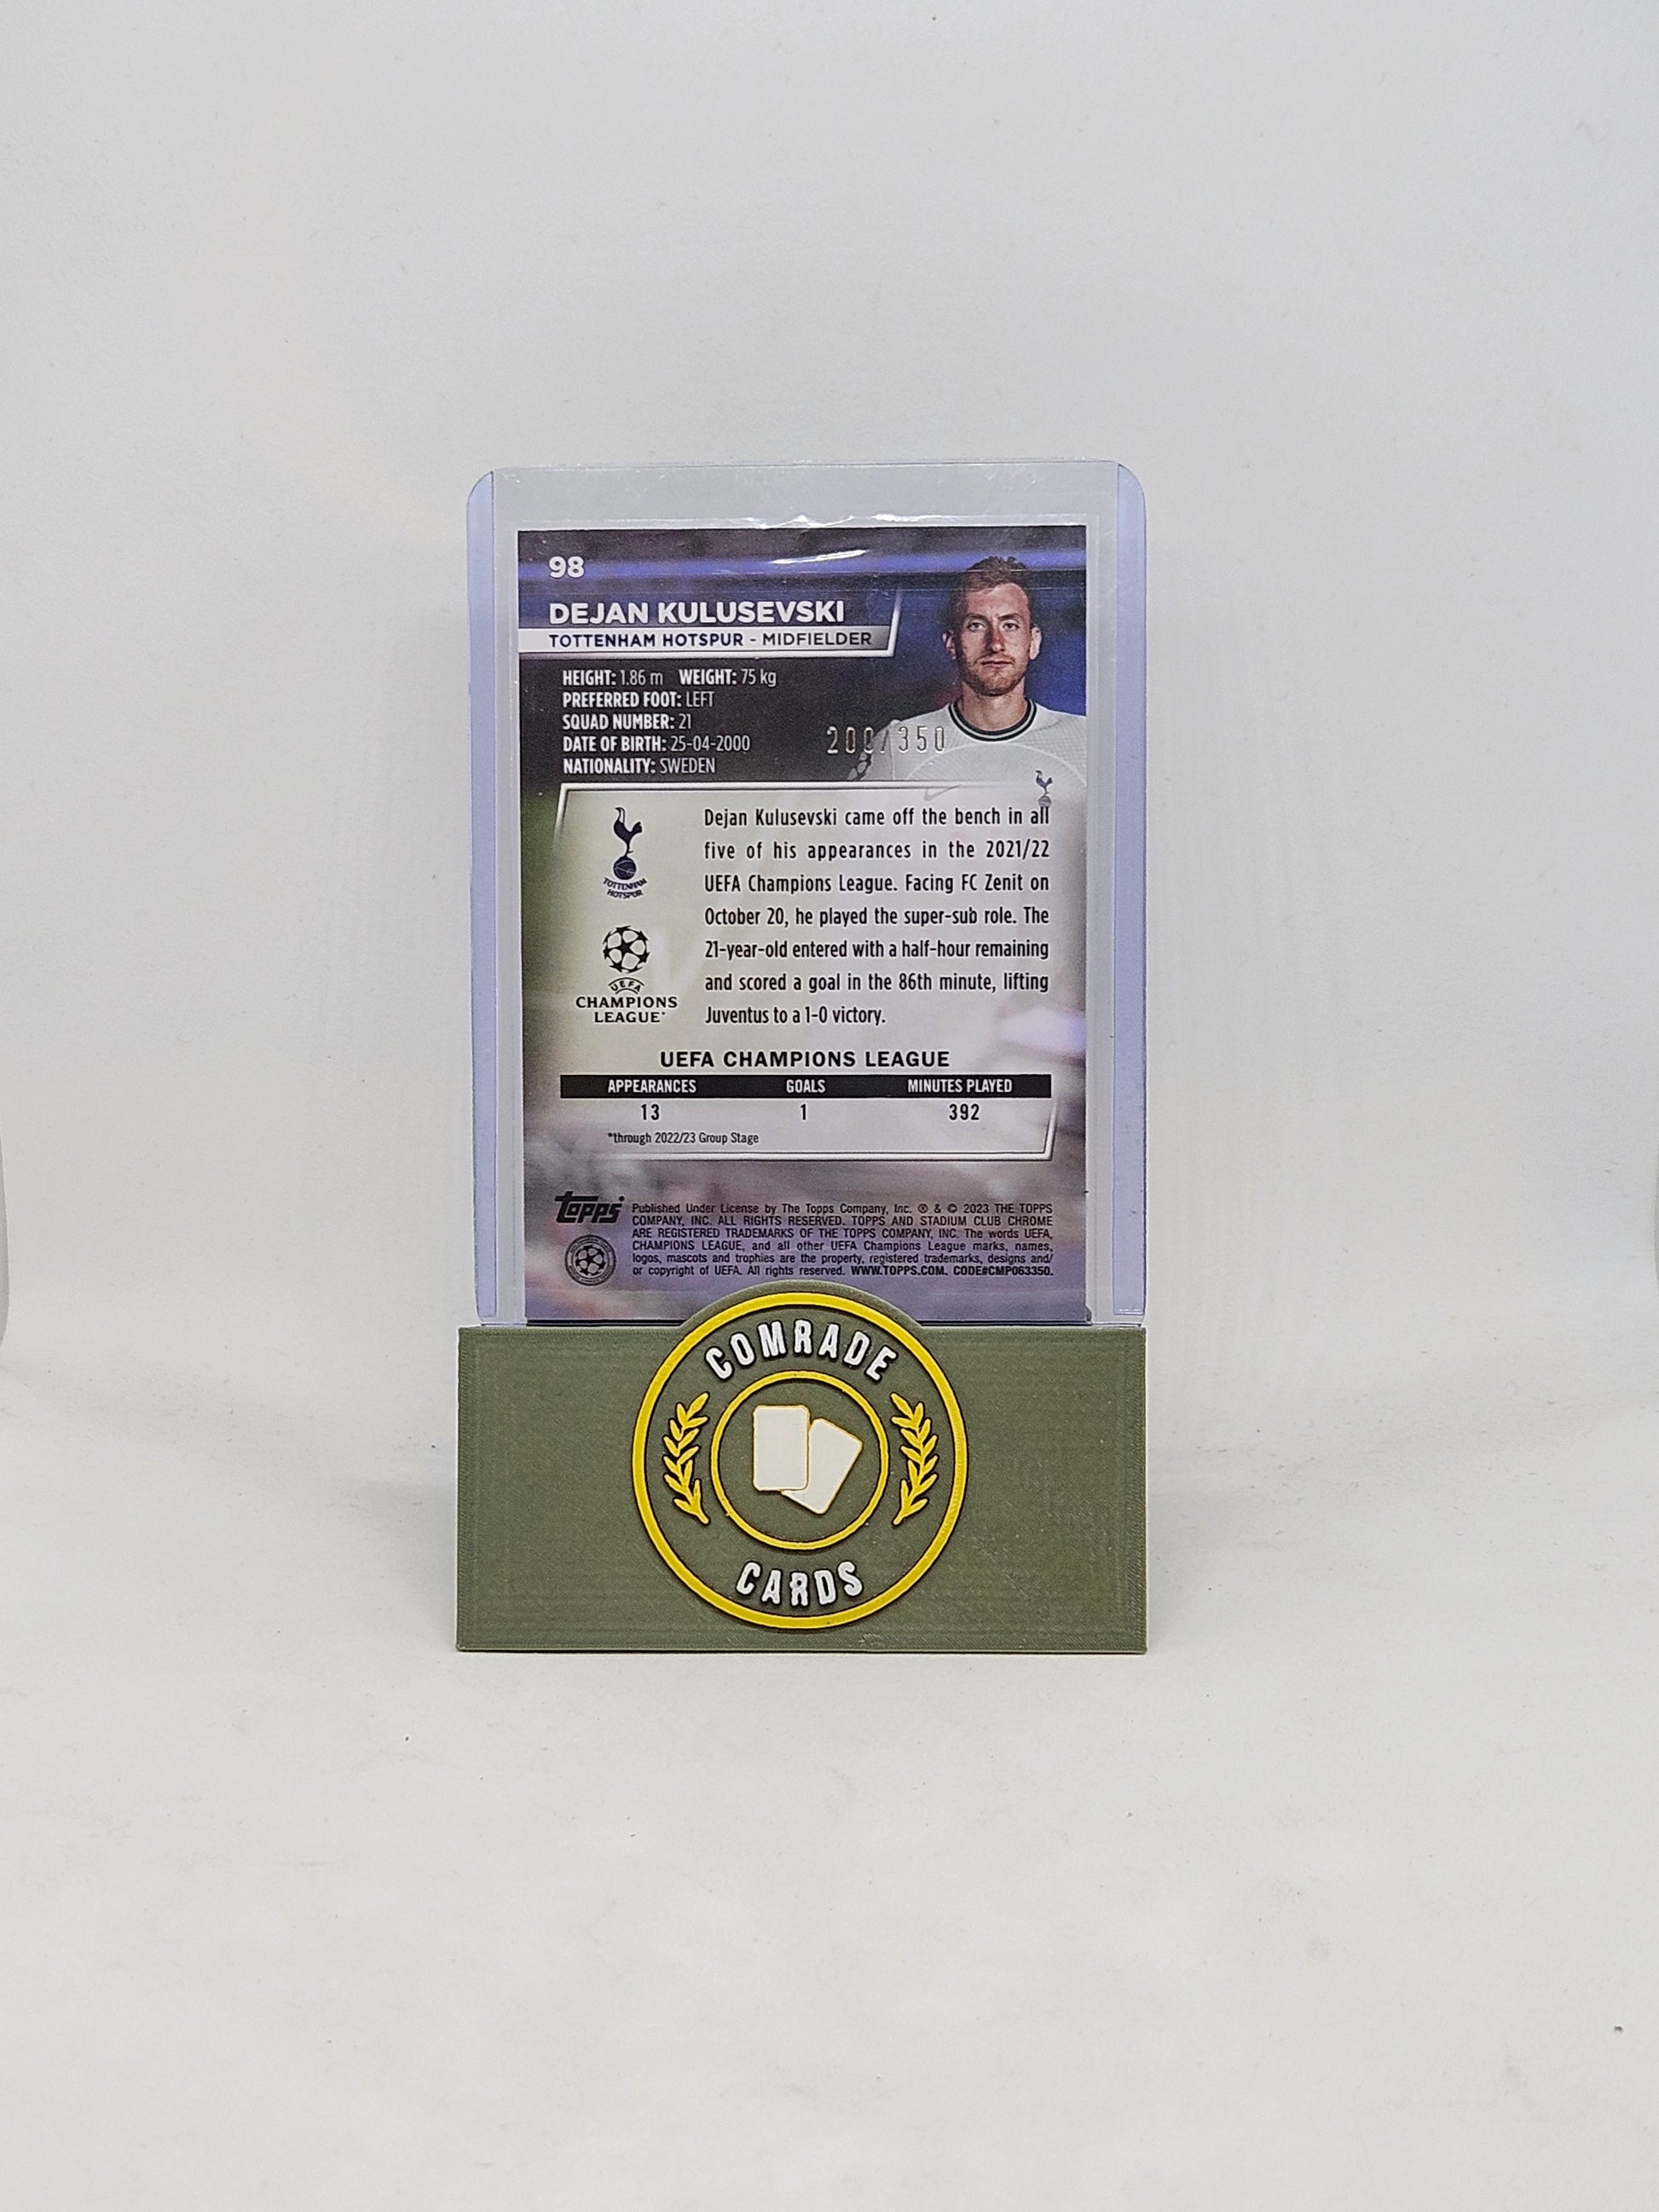 98
DEJAN KULUSEVSKI
TOTTENHAM HOTSPUR - MIDFIELDER
HEIGHT: 1.86 m WEIGHT: 75 kg
PREFERRED FOOT: LEFT
SQUAD NUMBER: 21
DATE OF BIRTH: 25-04-2000
NATIONALITY: SWEDEN
200/350
Dejan Kulusevski came off the bench in all
five of his appearances in the 2021/22
UEFA Champions League. Facing FC Zenit on
October 20, he played the super-sub role. The
21-year-old entered with a half-hour remaining
and scored a goal in the 86th minute, lifting
Juventus to a 1-0 victory.
TOTTENHAM
HOTSPUR
UEFA
CHAMPIONS
LEAGUE*
UEFA CHAMPIONS LEAGUE
APPEARANCES GOALS MINUTES PLAYED
13 1 392
*through 2022/23 Group Stage
topps
Published Under License by The Topps Company, Inc. ® & © 2023 THE TOPPS
COMPANY, INC. ALL RIGHTS RESERVED. TOPPS AND STADIUM CLUB CHROME
ARE REGISTERED TRADEMARKS OF THE TOPPS COMPANY, INC. The words UEFA,
CHAMPIONS LEAGUE, and all other UEFA Champions League marks, names,
logos, mascots and trophies are the property, registered trademarks, designs and/
or copyright of UEFA. All rights reserved. WWW.TOPPS.COM. CODE#CMP063350.
COMRADE
CARDS